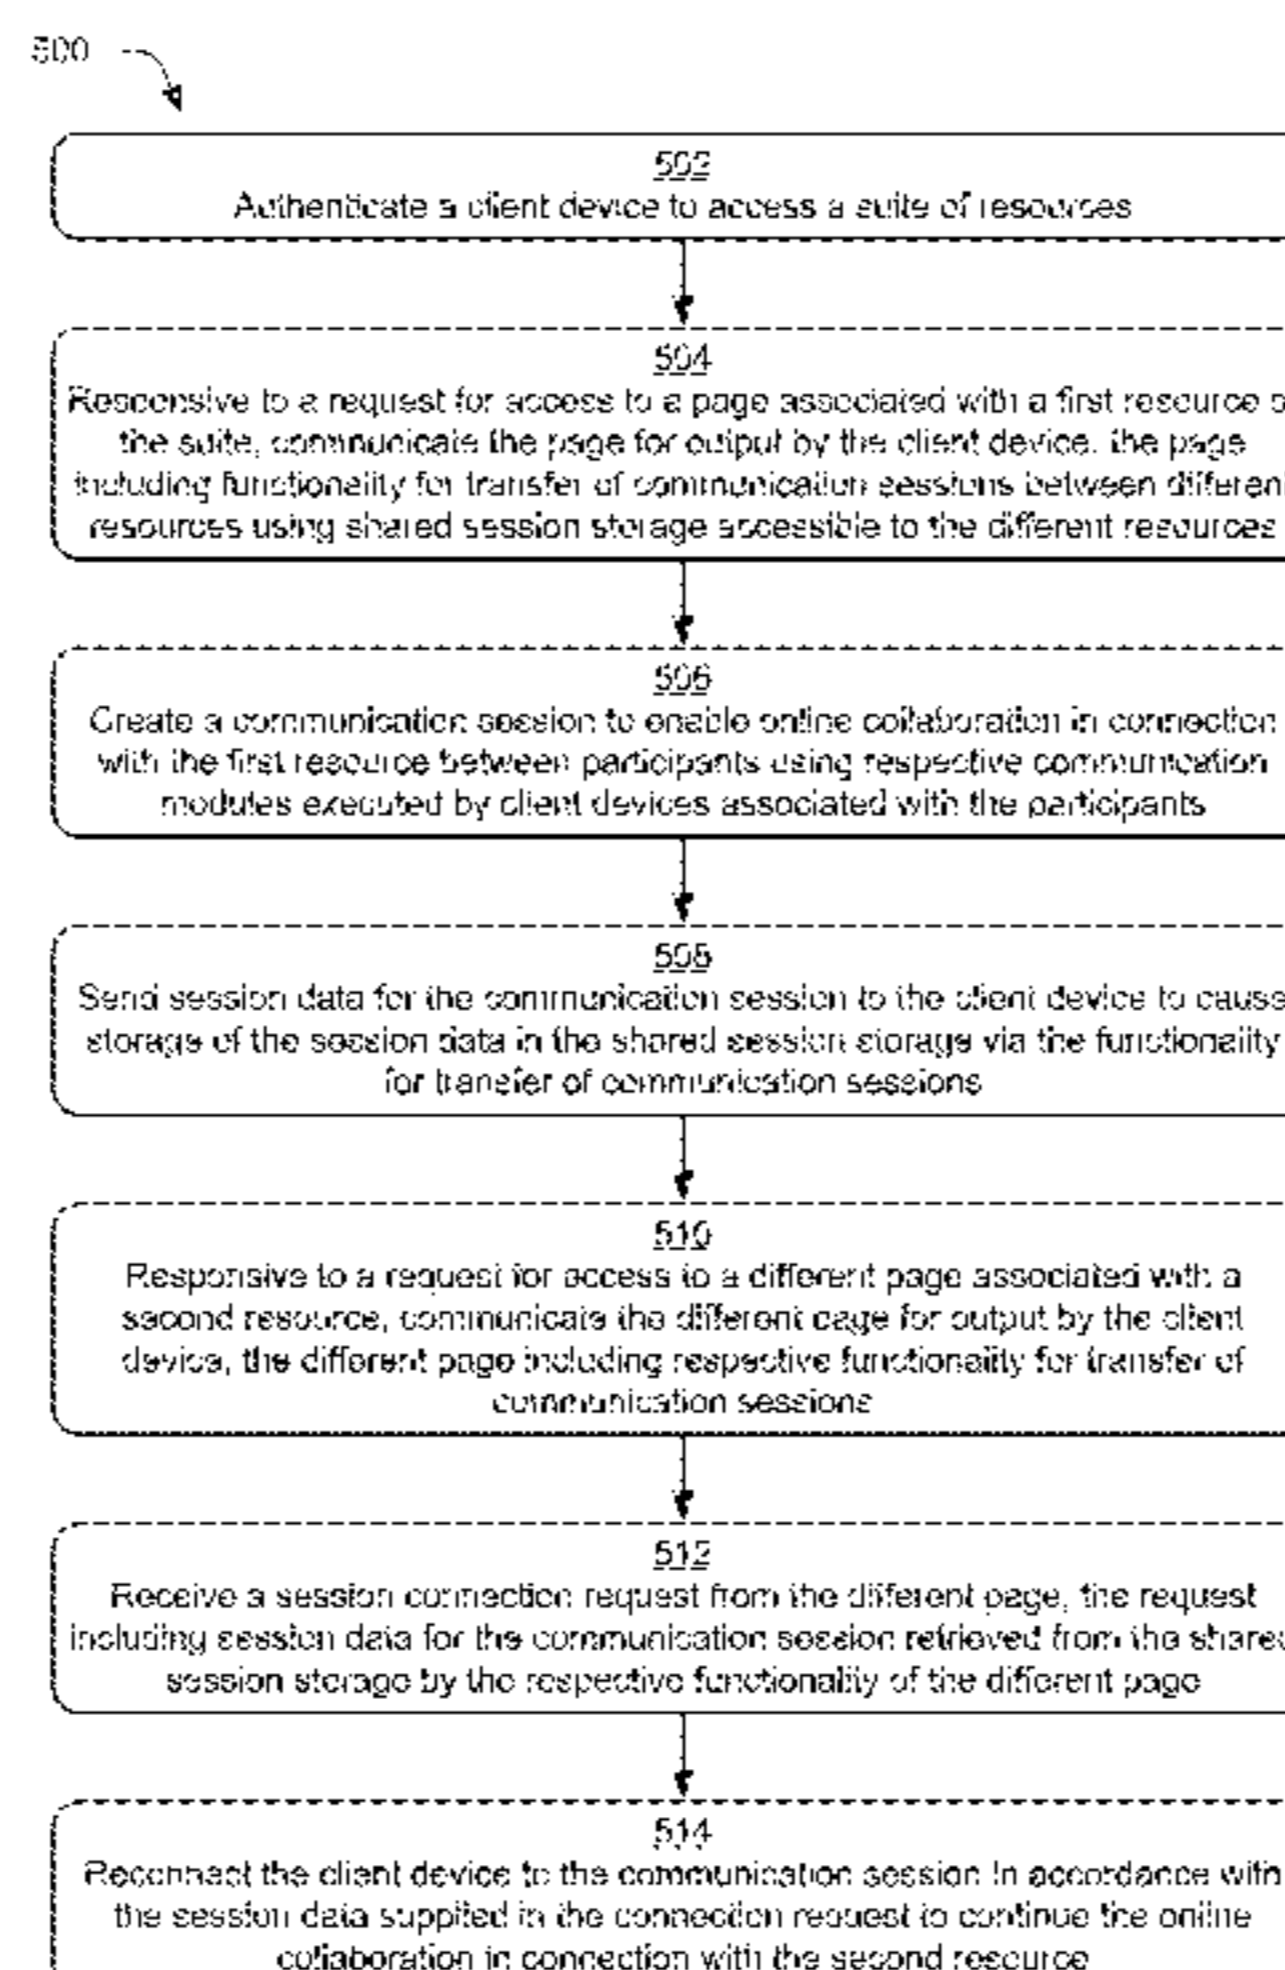 500
502
Authenticate a client device to access a suite of resources
504
Responsive to a request for access to a page associated with a first resource o
the suite, communicate the page for output by the client device, the page
including functionality for transfer of communication sessions between different
resources using shared session storage accessible to the different resources
506
Create a communication session to enable online collaboration in connection
with the first resource between participants using respective communication
modules executed by client devices associated with the participants
508
Send session data for the communication session to the client device to cause
storage of the session data in the shared session storage via the functionality
for transfer of communication sessions
510
Responsive to a request for access to a different page associated with a
second resource, communicate the different page for output by the client
device, the different page including respective functionality for transfer of
communication sessions
512
Receive a session connection request from the different page, the request
including session data for the communication session retrieved from the shared
session storage by the respective functionality of the different page
514
Reconnect the client device to the communication session in accordance with
the session data supplied in the connection request to continue the online
collaboration in connection with the second resource